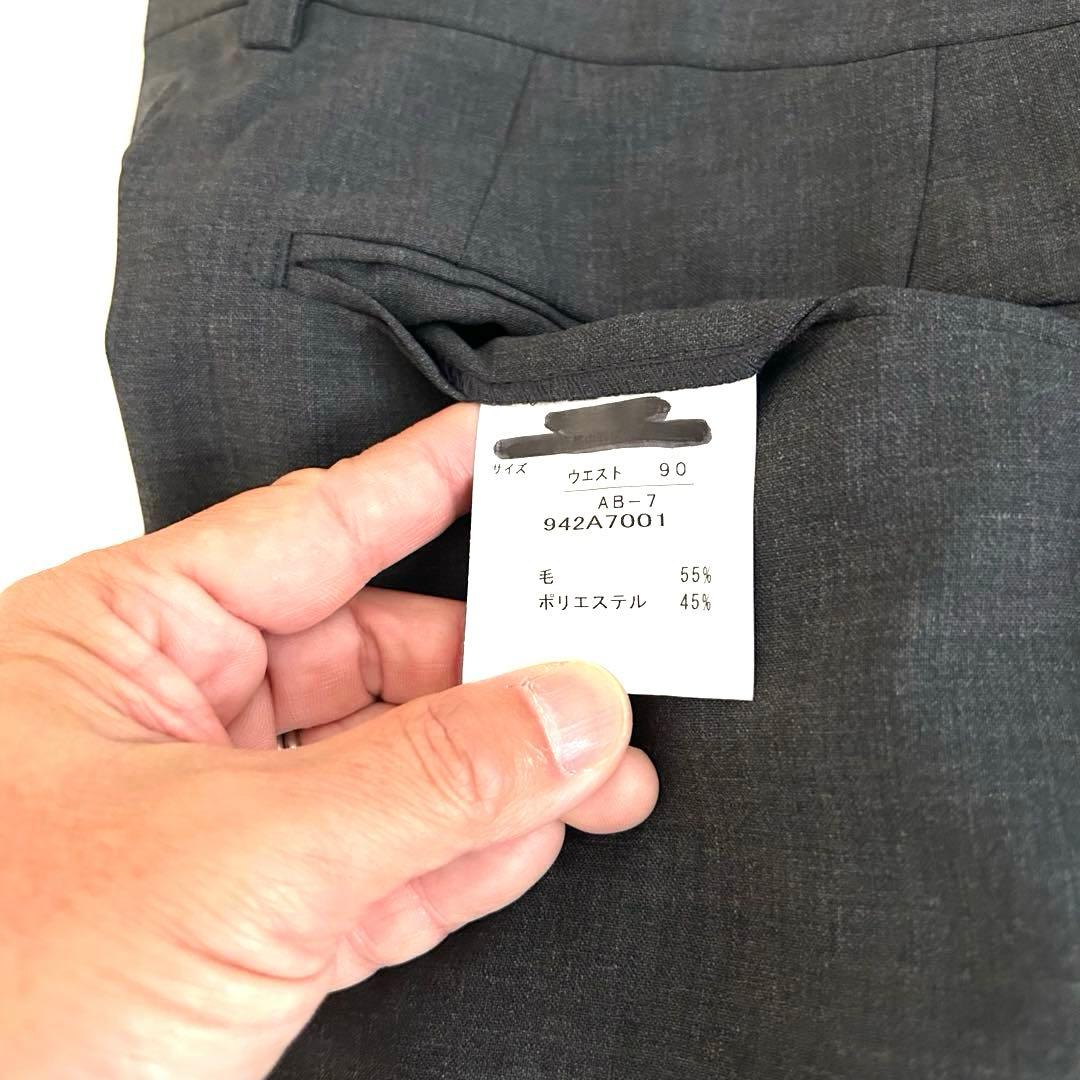 サイズ ウエスト 90
AB-7
942A7001
毛 55%
ポリエステル 45%